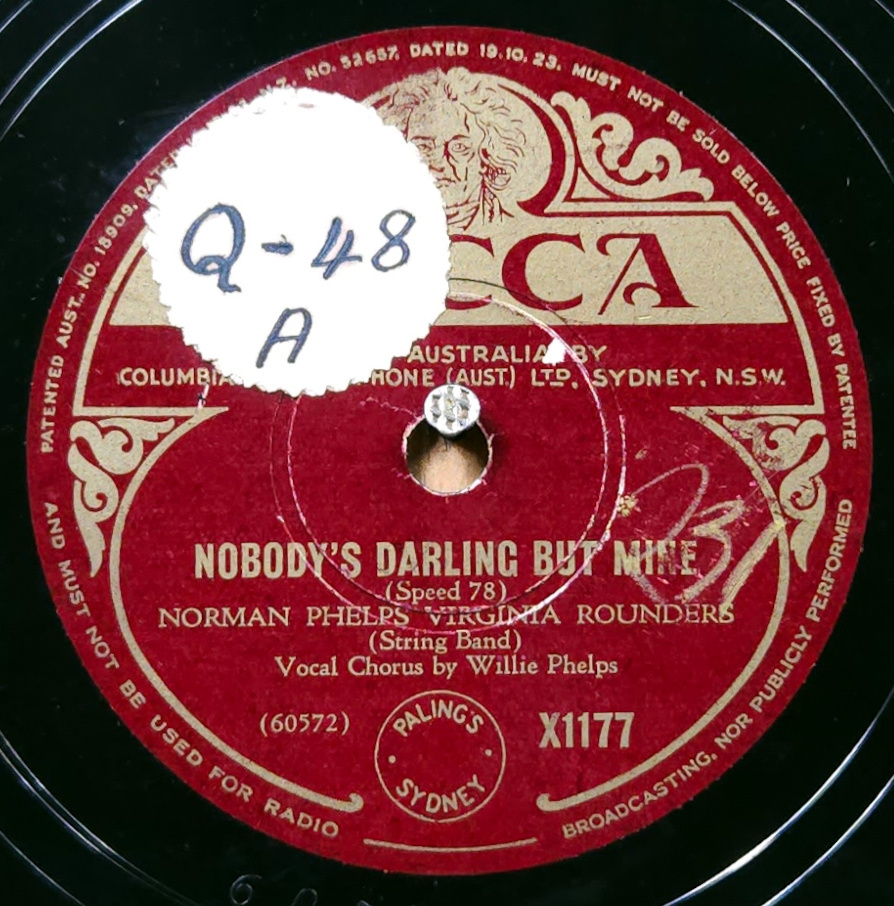 PATENTED AUST. NO. 18909, DATE N.Z. NO. 52657, DATED 19.10.23. MUST NOT BE SOLD BELOW PRICE FIXED BY PATENTEE
Q-48
A
CCA
AUSTRALIA BY
COLUMBIA PHONE (AUST.) LTD, SYDNEY, N.S.W.
NOBODY'S DARLING BUT MINE
(Speed 78)
NORMAN PHELPS VIRGINIA ROUNDERS
(String Band)
Vocal Chorus by Willie Phelps
(60572)
PALING'S
SYDNEY
X1177
AND MUST NOT BE USED FOR RADIO BROADCASTING, NOR PUBLICLY PERFORMED